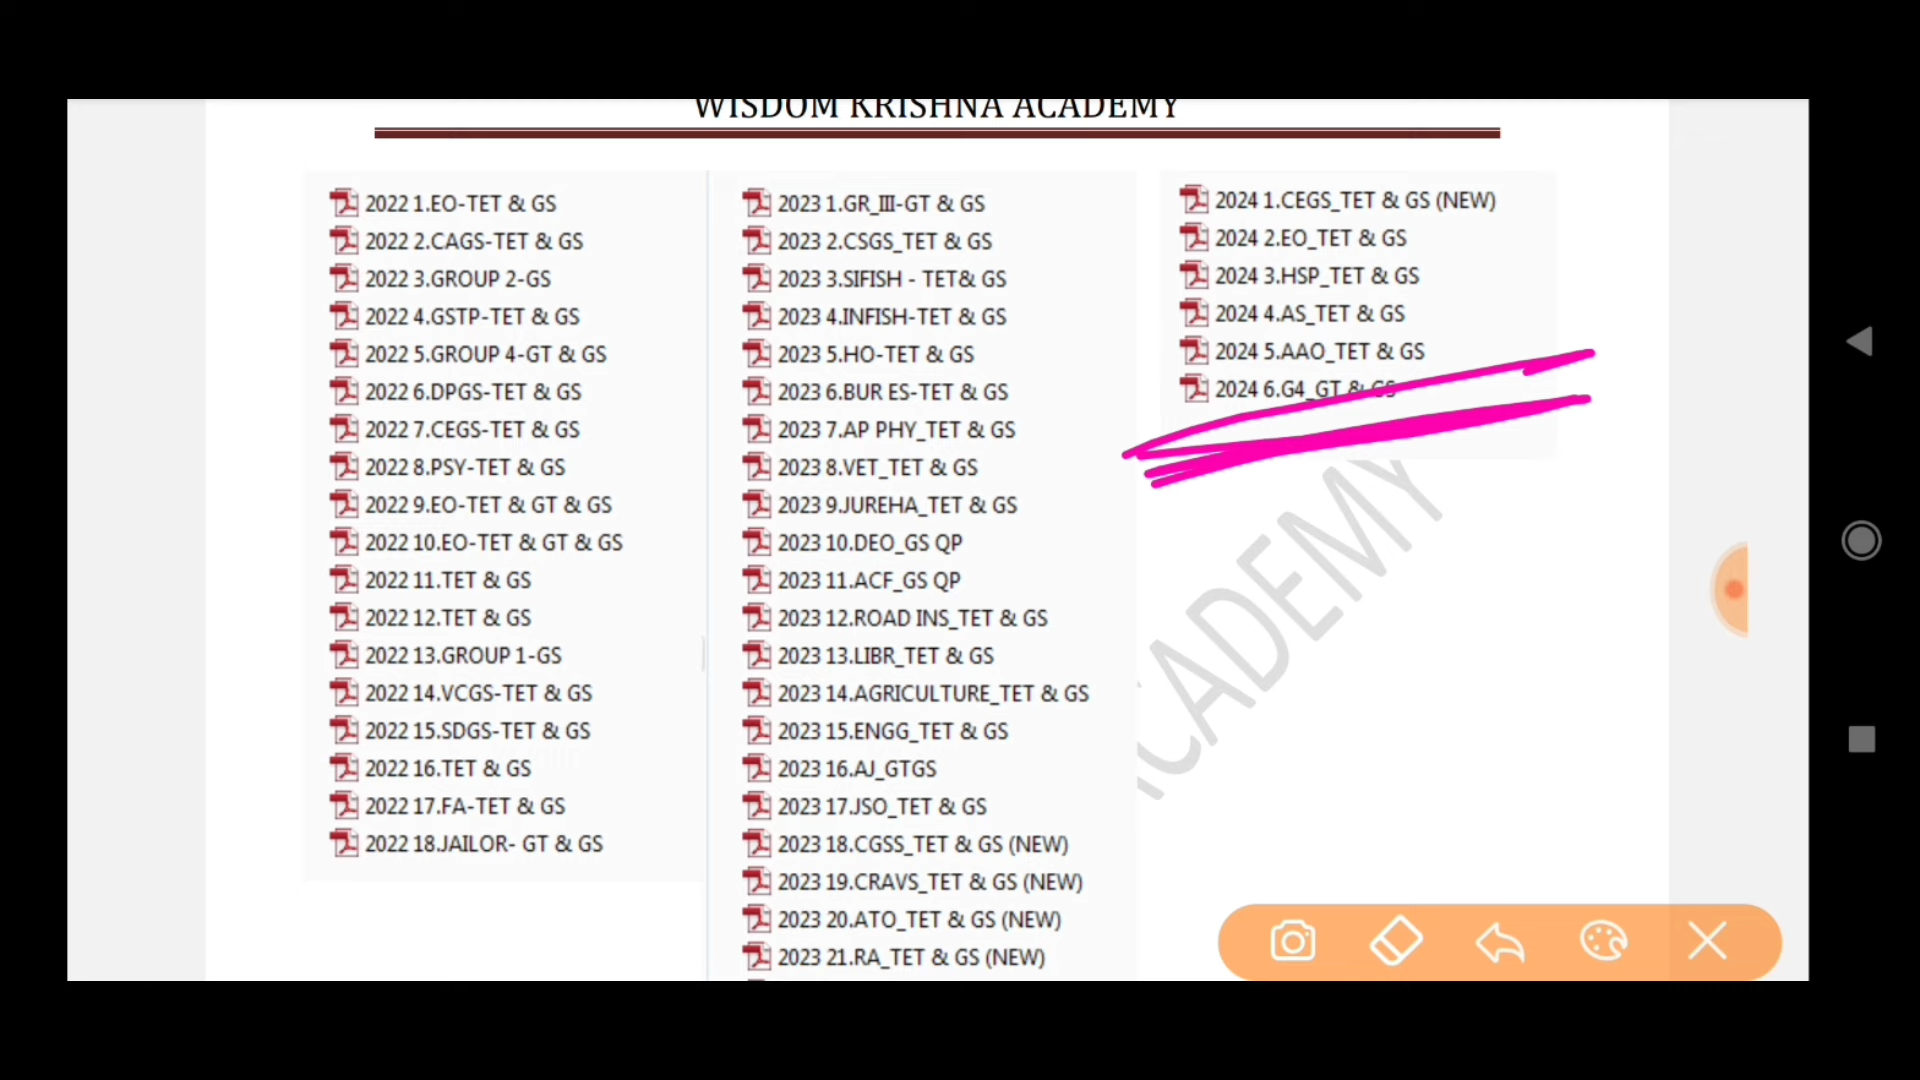 WISDOM KRISHNA ACADEMY
2022 1.EO-TET & GS
2022 2.CAGS-TET & GS
2022 3.GROUP 2-GS
2022 4.GSTP-TET & GS
2022 5.GROUP 4-GT & GS
2022 6.DPGS-TET & GS
2022 7.CEGS-TET & GS
2022 8.PSY-TET & GS
2022 9.EO-TET & GT & GS
2022 10.EO-TET & GT & GS
2022 11.TET & GS
2022 12.TET & GS
2022 13.GROUP 1-GS
2022 14.VCGS-TET & GS
2022 15.SDGS-TET & GS
2022 16.TET & GS
2022 17.FA-TET & GS
2022 18.JAILOR- GT & GS
2023 1.GR_III-GT & GS
2023 2.CSGS_TET & GS
2023 3.SIFISH - TET& GS
2023 4.INFISH-TET & GS
2023 5.HO-TET & GS
2023 6.BUR ES-TET & GS
2023 7.AP PHY_TET & GS
2023 8.VET_TET & GS
2023 9.JUREHA_TET & GS
2023 10.DEO_GS QP
2023 11.ACF_GS QP
2023 12.ROAD INS_TET & GS
2023 13.LIBR_TET & GS
2023 14.AGRICULTURE_TET & GS
2023 15.ENGG_TET & GS
2023 16.AJ_GTGS
2023 17.JSO_TET & GS
2023 18.CGSS_TET & GS (NEW)
2023 19.CRAVS_TET & GS (NEW)
2023 20.ATO_TET & GS (NEW)
2023 21.RA_TET & GS (NEW)
2024 1.CEGS_TET & GS (NEW)
2024 2.EO_TET & GS
2024 3.HSP_TET & GS
2024 4.AS_TET & GS
2024 5.AAO_TET & GS
2024 6.G4_GT & GS
ACADEMY